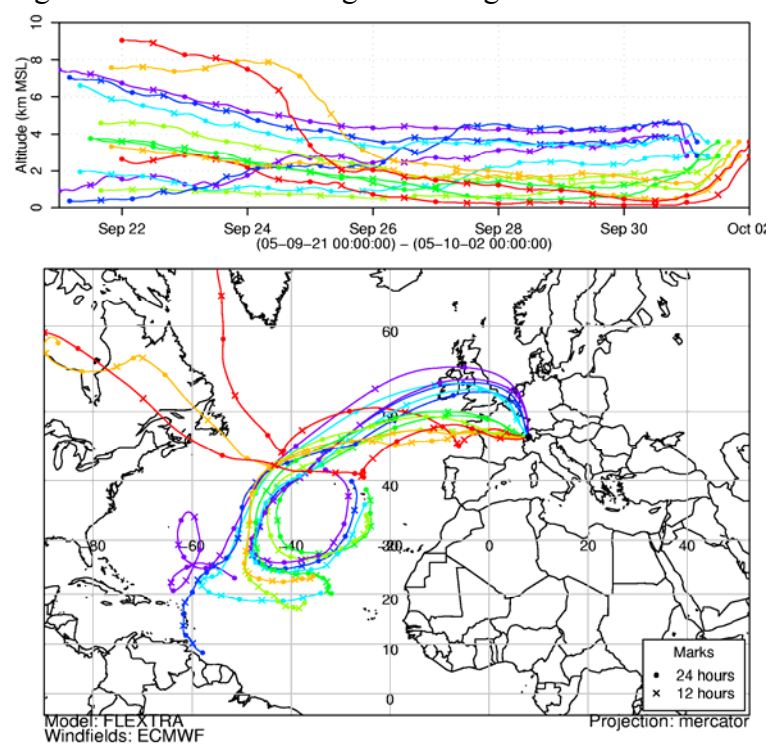 10
8
6
4
2
0
Altitude (km MSL)
Sep 22 Sep 24 Sep 26 Sep 28 Sep 30 Oct 02
(05-09-21 00:00:00) - (05-10-02 00:00:00)
60
40
-80 -60 -40 0 20 40
20
10
0
Marks
24 hours
12 hours
Model: FLEXTRA
Windfields: ECMWF
Projection: mercator